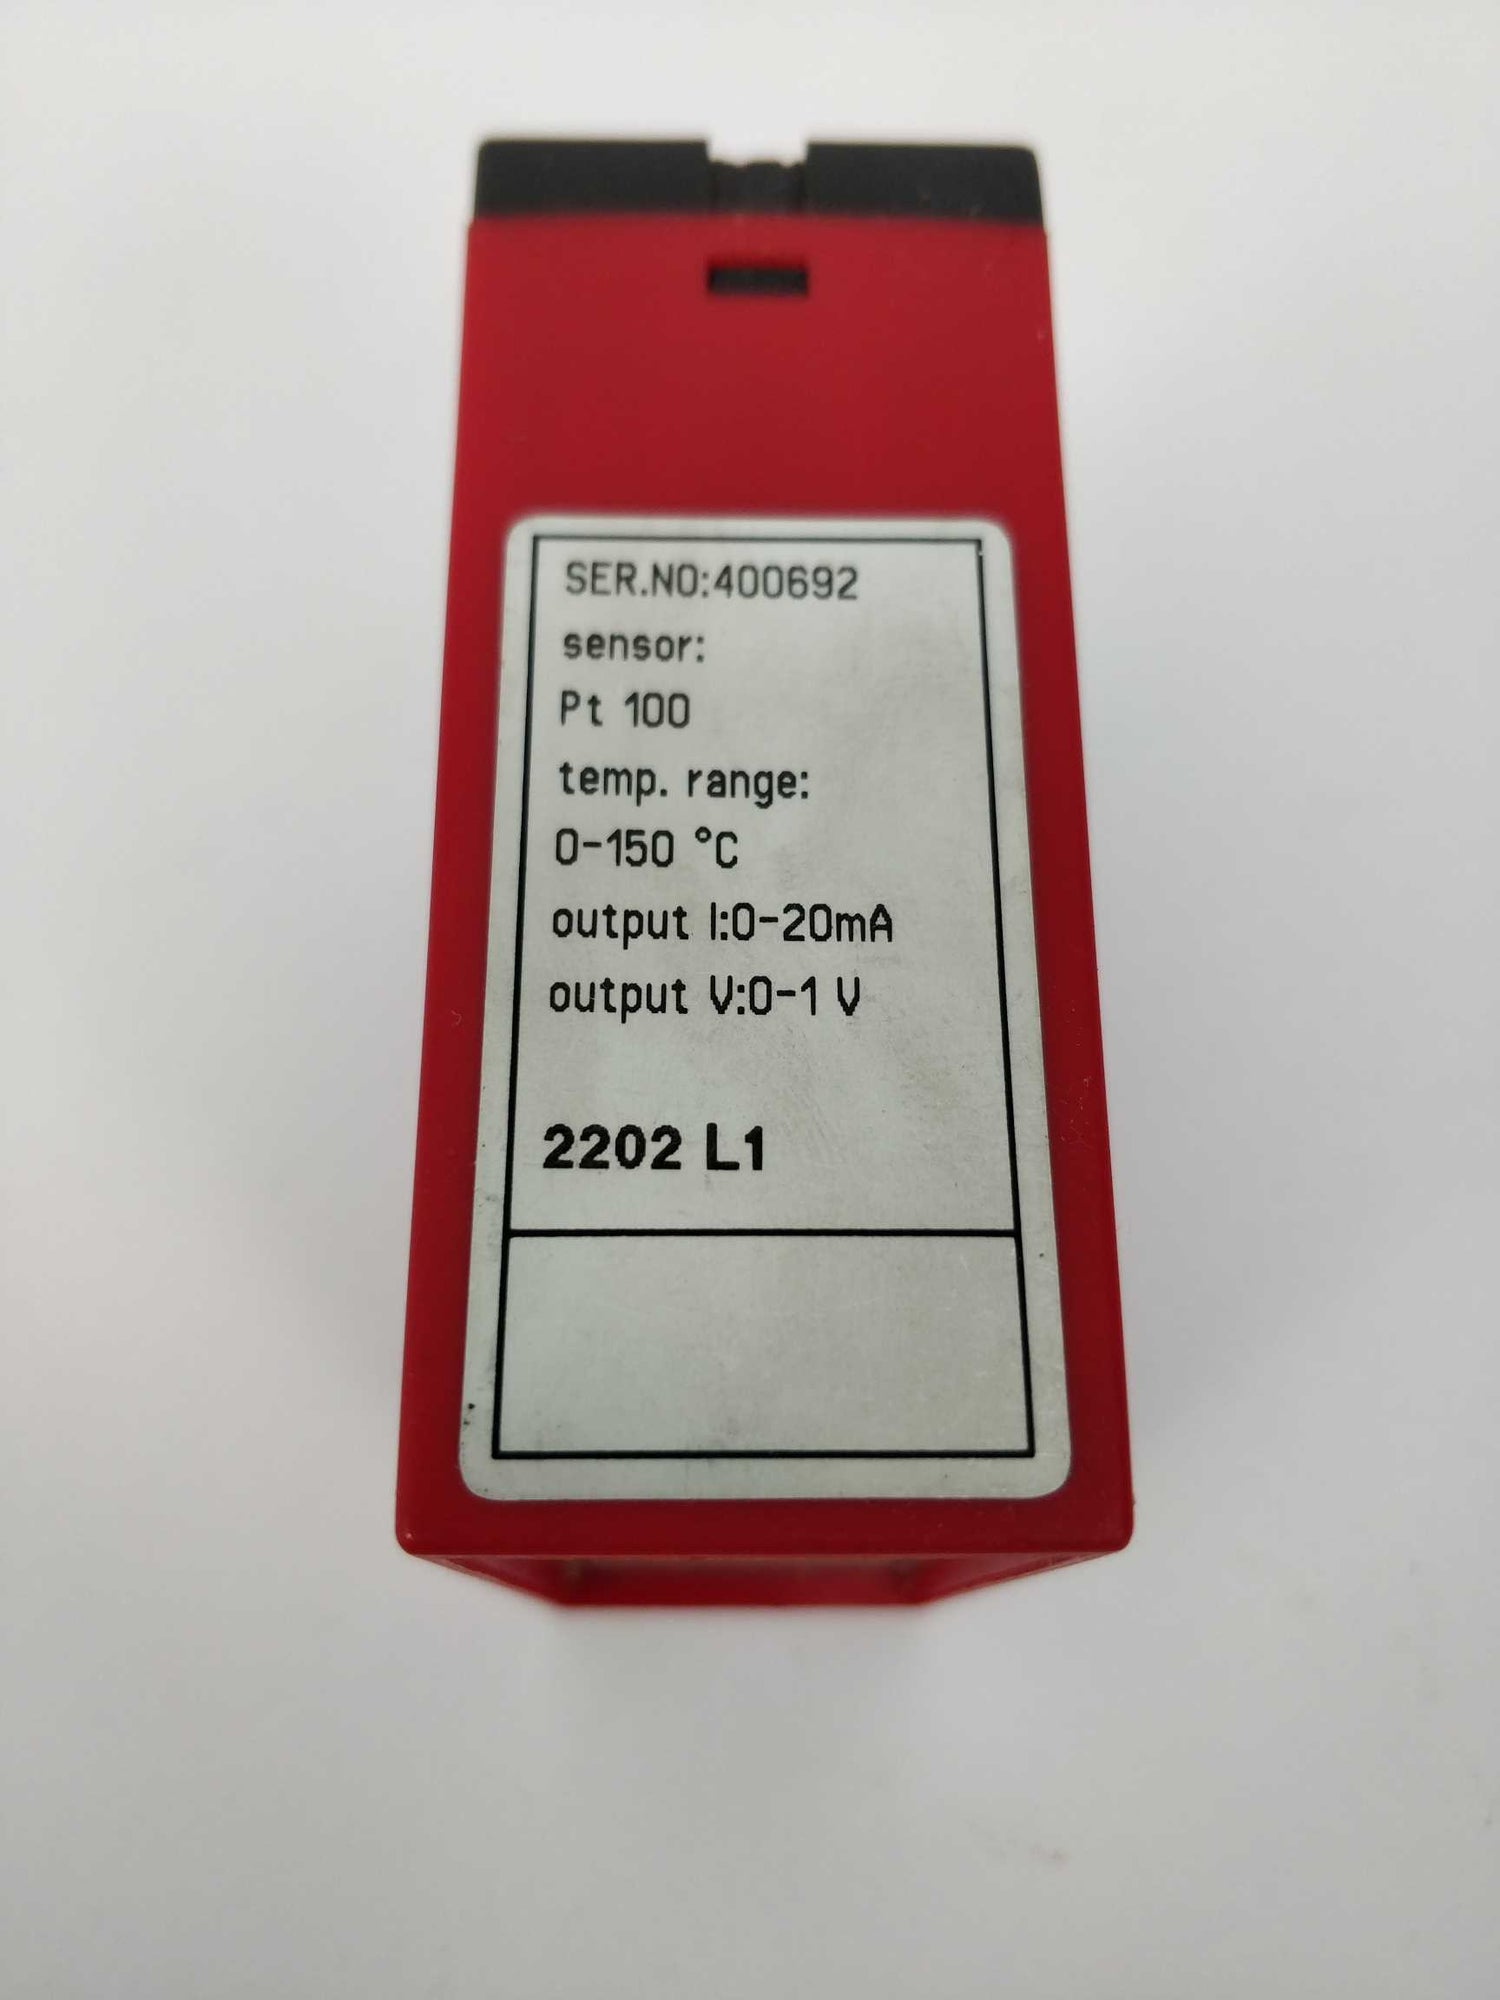 SER.NO:400692
sensor:
Pt 100
temp. range:
0-150 °C
output I:0-20mA
output V:0-1 V
2202 L1